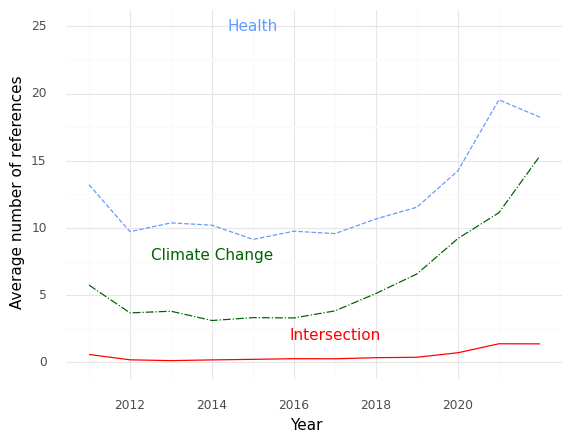 25
Health
20
15
10
Climate Change
5
Intersection
0
Average number of references
2012 2014 2016 2018 2020
Year